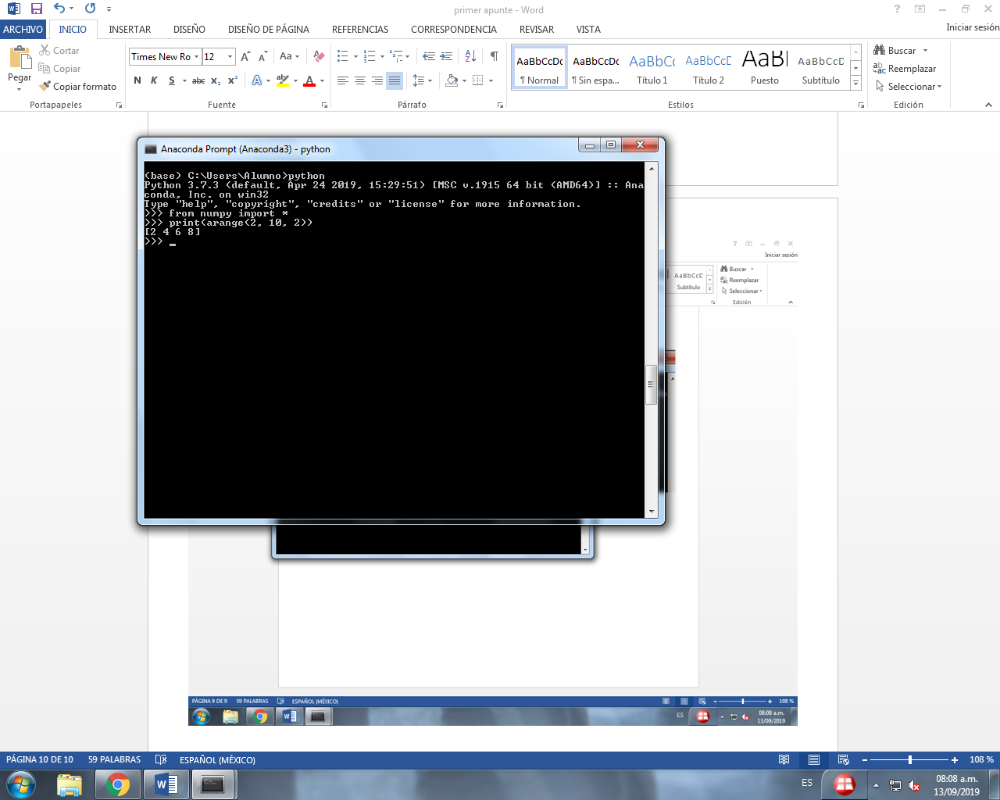 primer apunte - Word
ARCHIVO INICIO INSERTAR DISEÑO DISEÑO DE PÁGINA REFERENCIAS CORRESPONDENCIA REVISAR VISTA Iniciar sesión
Pegar
Cortar
Copiar
Copiar formato
Portapapeles
Times New Ro 12
Aa
N K S abc x₂ x²
Fuente
Párrafo
AaBbCcDc AaBbCcDc AaBbCc AaBbCcD AaB AaBbCcD
¶ Normal ¶ Sin espa... Título 1 Título 2 Puesto Subtítulo
Estilos
Buscar
Reemplazar
Seleccionar
Edición
Anaconda Prompt (Anaconda3) - python
(base) C:\Users\Alumno>python
Python 3.7.3 (default, Apr 24 2019, 15:29:51) [MSC v.1915 64 bit (AMD64)] :: Ana
conda, Inc. on win32
Type "help", "copyright", "credits" or "license" for more information.
>>> from numpy import *
>>> print(arange(2, 10, 2))
[2 4 6 8]
>>>
Iniciar sesión
AaBbCcD
Subtítulo
Buscar
Reemplazar
Seleccionar
Edición
PÁGINA 9 DE 9 59 PALABRAS ESPAÑOL (MÉXICO) 108 %
ES 08:08 a.m.
13/09/2019
PÁGINA 10 DE 10 59 PALABRAS ESPAÑOL (MÉXICO) 108 %
ES 08:08 a.m.
13/09/2019